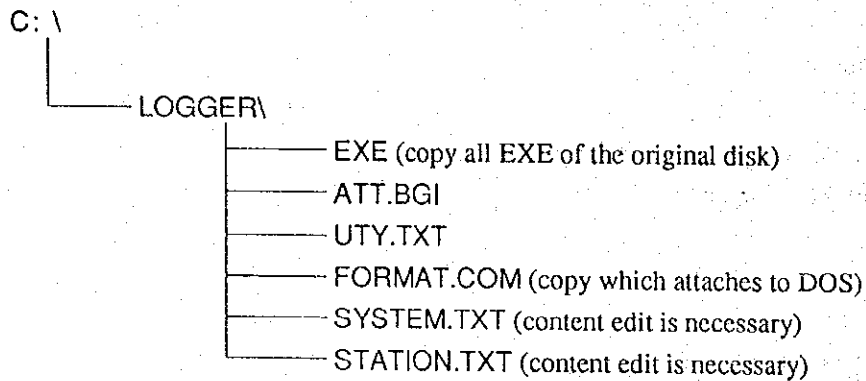 C: \
LOGGER\
EXE (copy all EXE of the original disk)
ATT.BGI
UTY.TXT
FORMAT.COM (copy which attaches to DOS)
SYSTEM.TXT (content edit is necessary)
STATION.TXT (content edit is necessary)